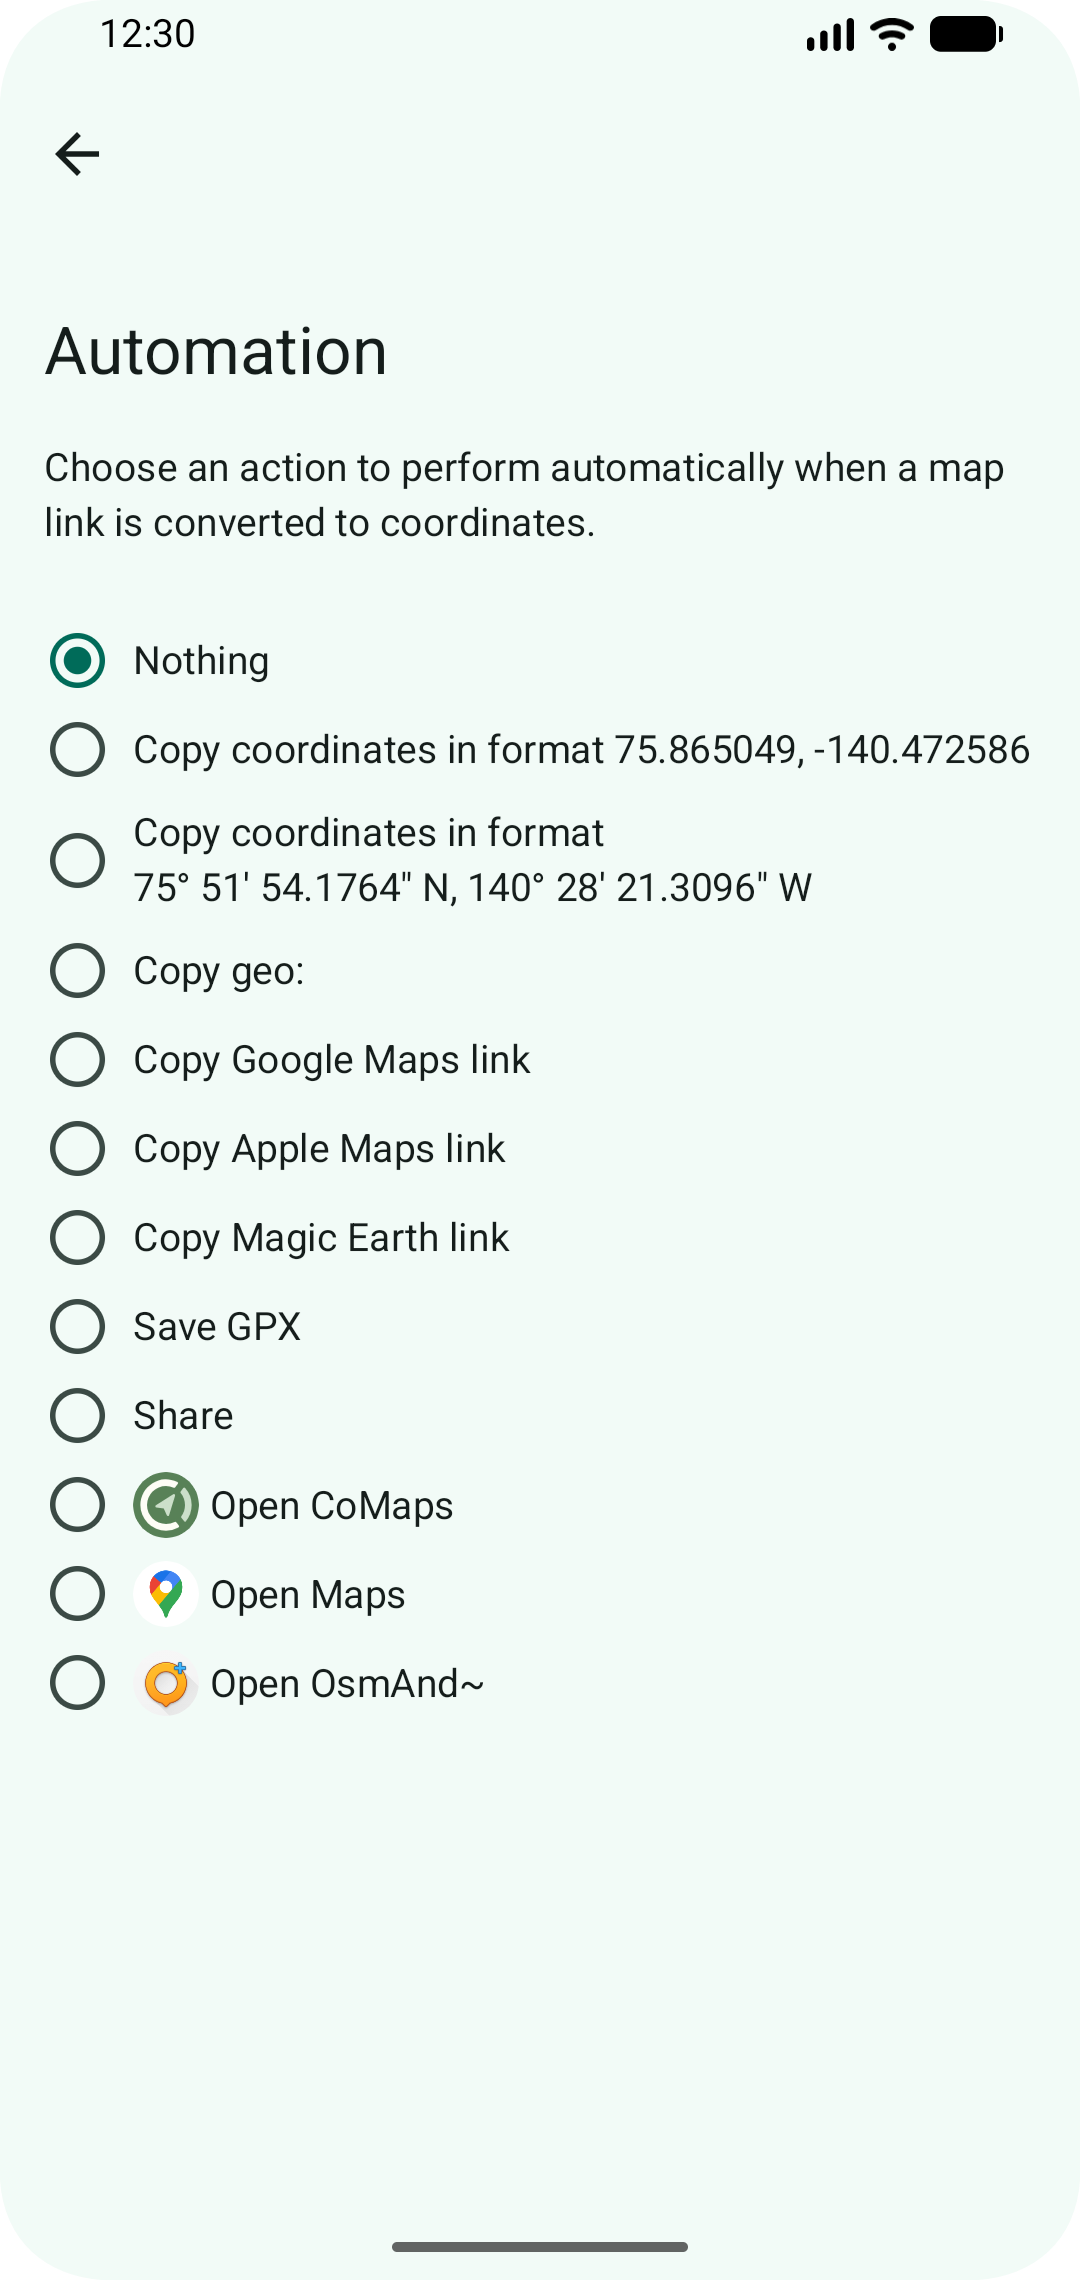 12:30
Automation
Choose an action to perform automatically when a map
link is converted to coordinates.
Nothing
Copy coordinates in format 75.865049, -140.472586
Copy coordinates in format
75° 51' 54.1764" N, 140° 28' 21.3096" W
Copy geo:
Copy Google Maps link
Copy Apple Maps link
Copy Magic Earth link
Save GPX
Share
Open CoMaps
Open Maps
Open OsmAnd~